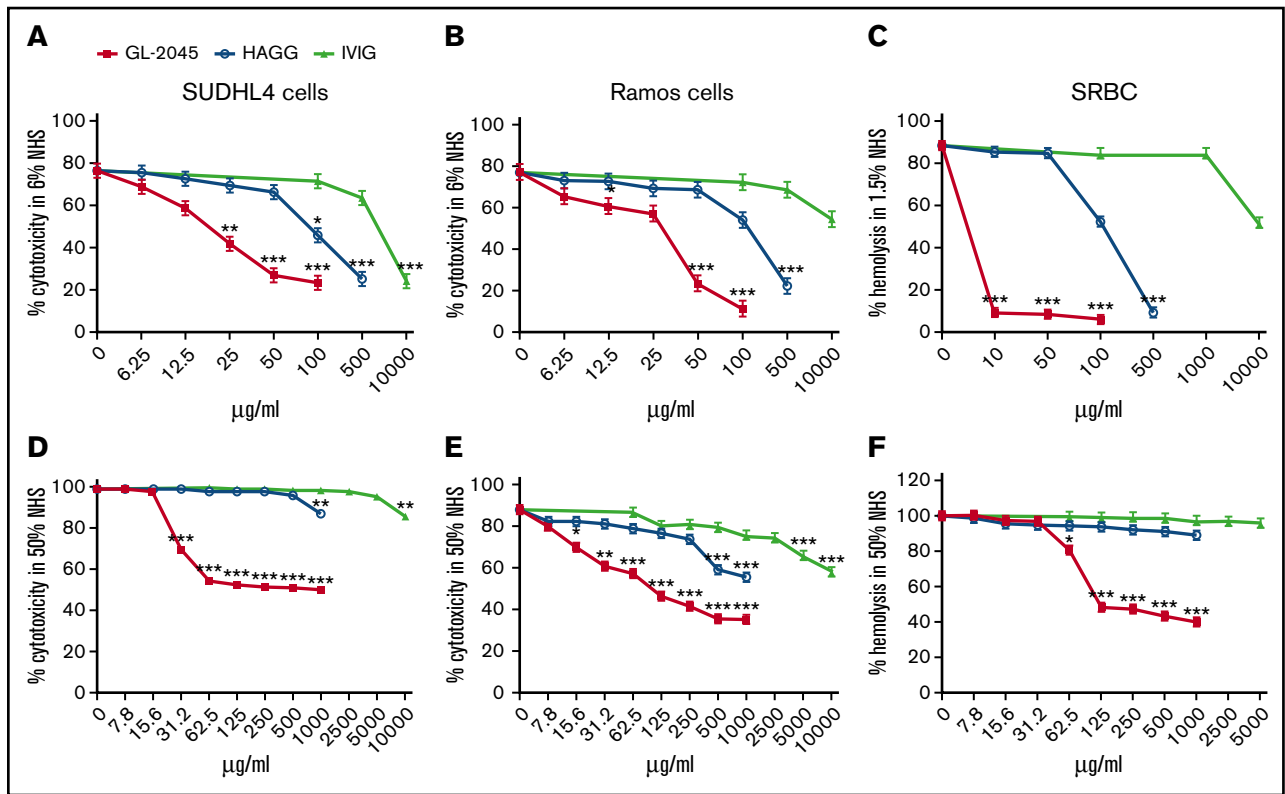 A B C
GL-2045 HAGG IVIG
SUDHL4 cells Ramos cells SRBC
% cytotoxicity in 6% NHS
100
80
60
40
20
0
** *** *** * *** ***
0 6.25 12.5 25 50 100 500 10000
μg/ml
% cytotoxicity in 6% NHS
100
80
60
40
20
0
* *** *** ***
0 6.25 12.5 25 50 100 500 10000
μg/ml
% hemolysis in 1.5% NHS
100
80
60
40
20
0
*** *** *** ***
0 10 50 100 500 1000 10000
μg/ml
D E F
% cytotoxicity in 50% NHS
100
80
60
40
20
0
*** *** *** *** *** *** ** **
0 7.8 15.6 31.2 62.5 125 250 5000 1000 2500 5000 10000
μg/ml
% cytotoxicity in 50% NHS
100
80
60
40
20
0
* ** *** *** *** *** *** *** *** *** ***
0 7.8 15.6 31.2 62.5 125 250 500 1000 2500 5000 10000
μg/ml
% hemolysis in 50% NHS
120
100
80
60
40
20
0
* *** *** *** ***
0 7.8 15.6 31.2 62.5 125 250 500 1000 2500 5000
μg/ml